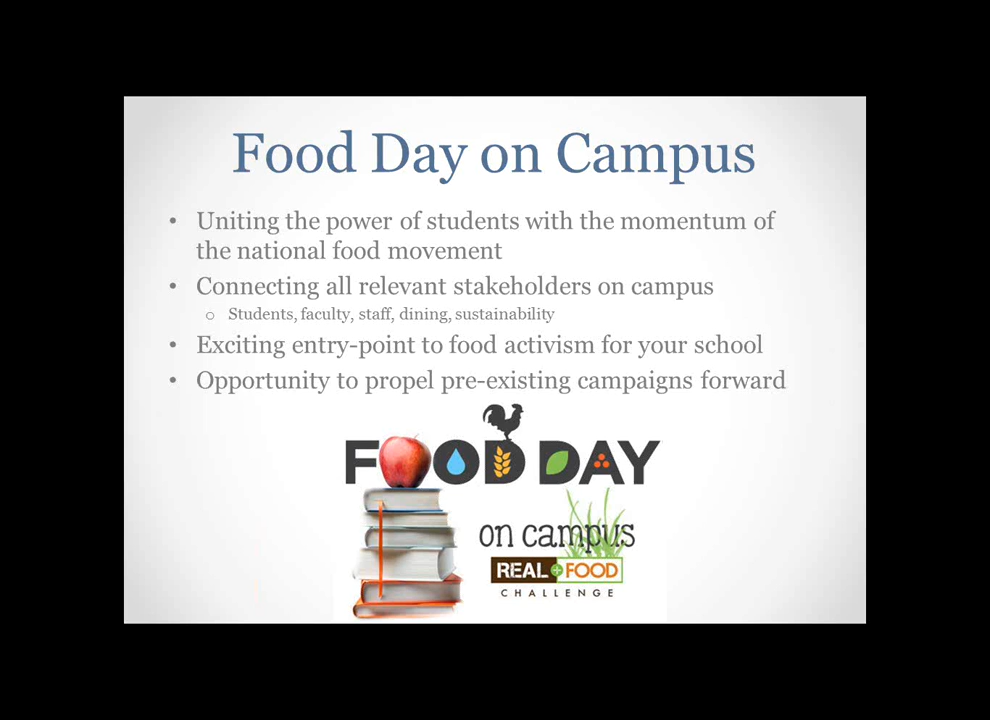 Food Day on Campus
• Uniting the power of students with the momentum of
the national food movement
• Connecting all relevant stakeholders on campus
o Students, faculty, staff, dining, sustainability
• Exciting entry-point to food activism for your school
• Opportunity to propel pre-existing campaigns forward
FOOD DAY
on campus
REAL + FOOD
CHALLENGE